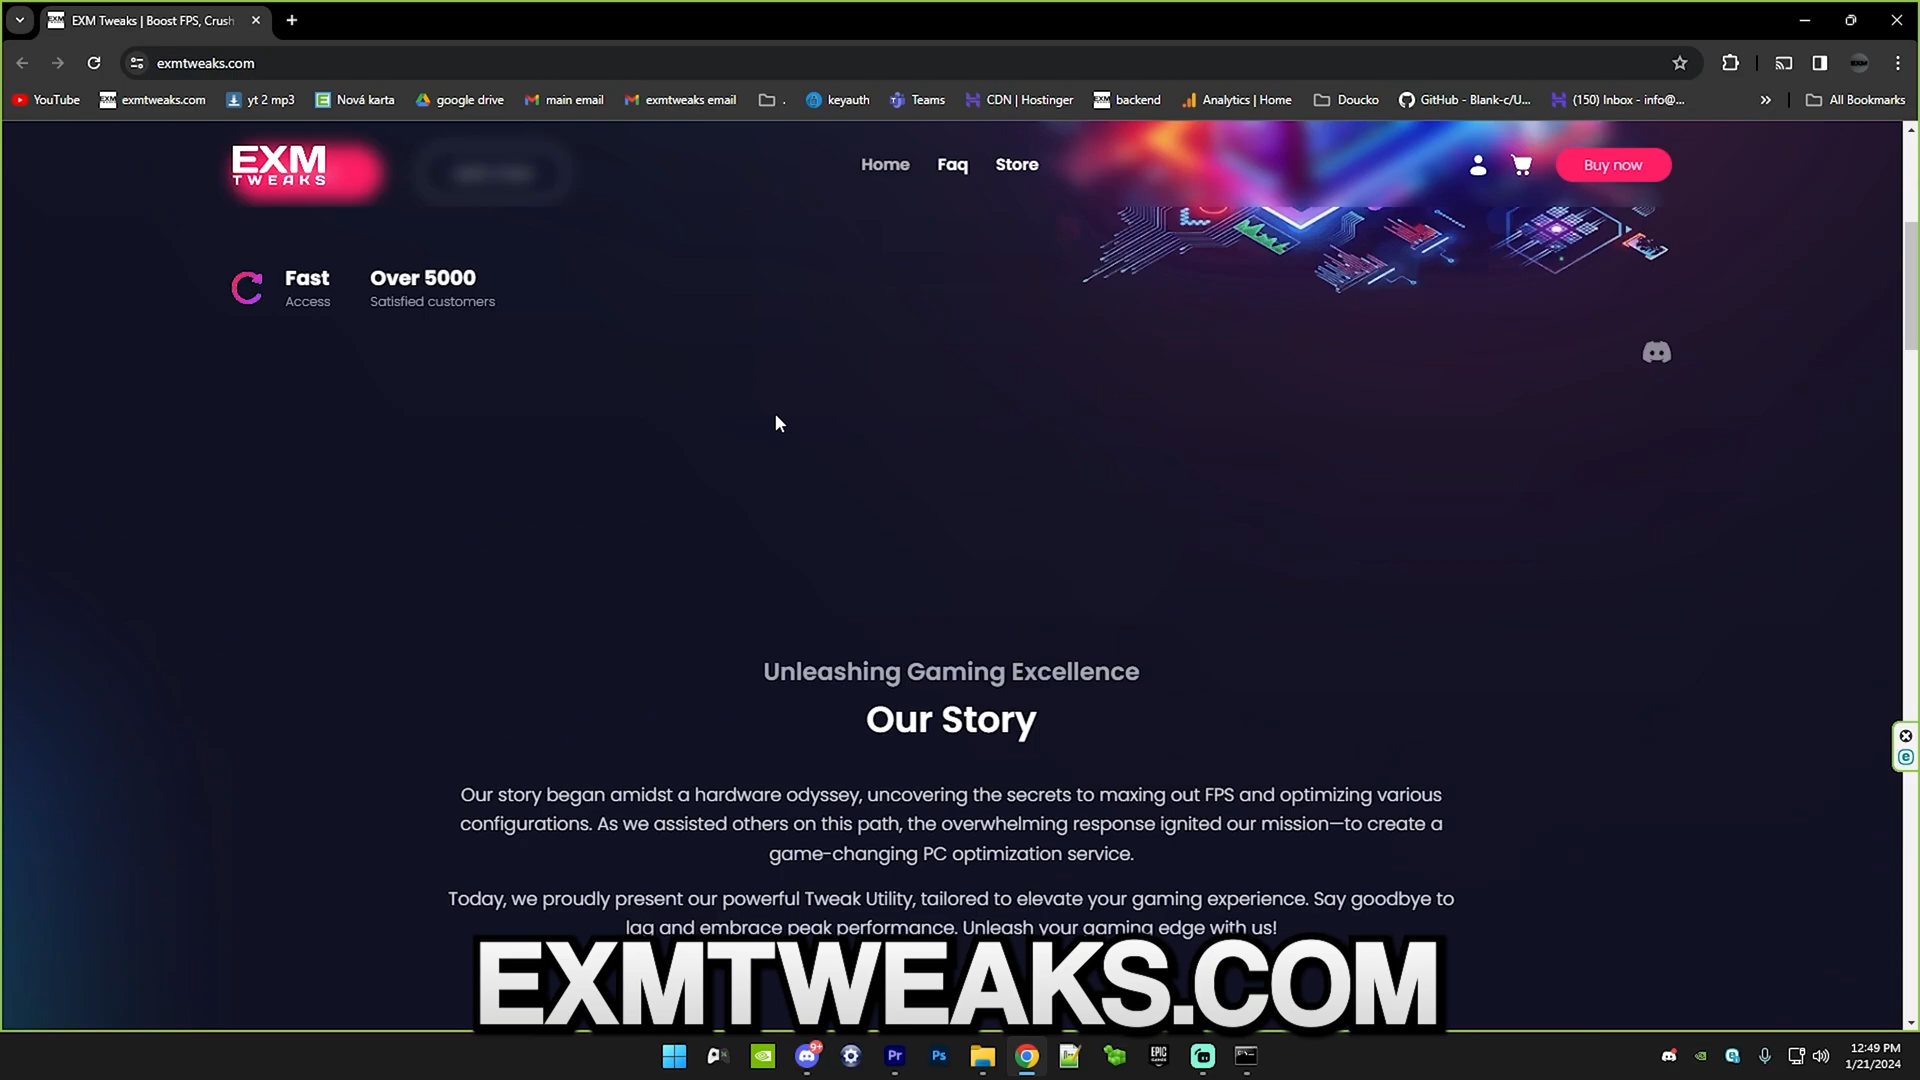 EXM Tweaks | Boost FPS, Crush
exmtweaks.com
YouTube
exmtweaks.com
yt 2 mp3
Nová karta
google drive
main email
exmtweaks email
.
keyauth
Teams
CDN | Hostinger
backend
Analytics | Home
Doucko
GitHub - Blank-c/U...
(150) Inbox - info@...
»
All Bookmarks
EXM
TWEAKS
Home
Faq
Store
Buy now
Fast
Access
Over 5000
Satisfied customers
Unleashing Gaming Excellence
Our Story
Our story began amidst a hardware odyssey, uncovering the secrets to maxing out FPS and optimizing various
configurations. As we assisted others on this path, the overwhelming response ignited our mission—to create a
game-changing PC optimization service.
Today, we proudly present our powerful Tweak Utility, tailored to elevate your gaming experience. Say goodbye to
lag and embrace peak performance. Unleash your gaming edge with us!
EXMTWEAKS.COM
9+
Pr
Ps
EPIC
GAMES
12:49 PM
1/21/2024